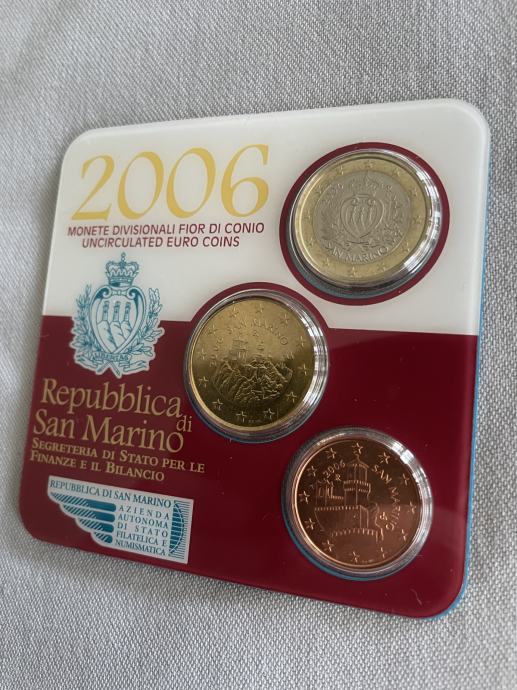 2006
MONETE DIVISIONALI FIOR DI CONIO
UNCIRCULATED EURO COINS
Repubblica
di
San Marino
SEGRETERIA DI STATO PER LE
FINANZE E IL BILANCIO
REPUBBLICA DI SAN MARINO
AZIENDA
AUTONOMA
DI STATO
FILATELICA E
NUMISMATICA
SAN MARINO
2006 SAN MARINO
R
2006
R
SAN MARINO